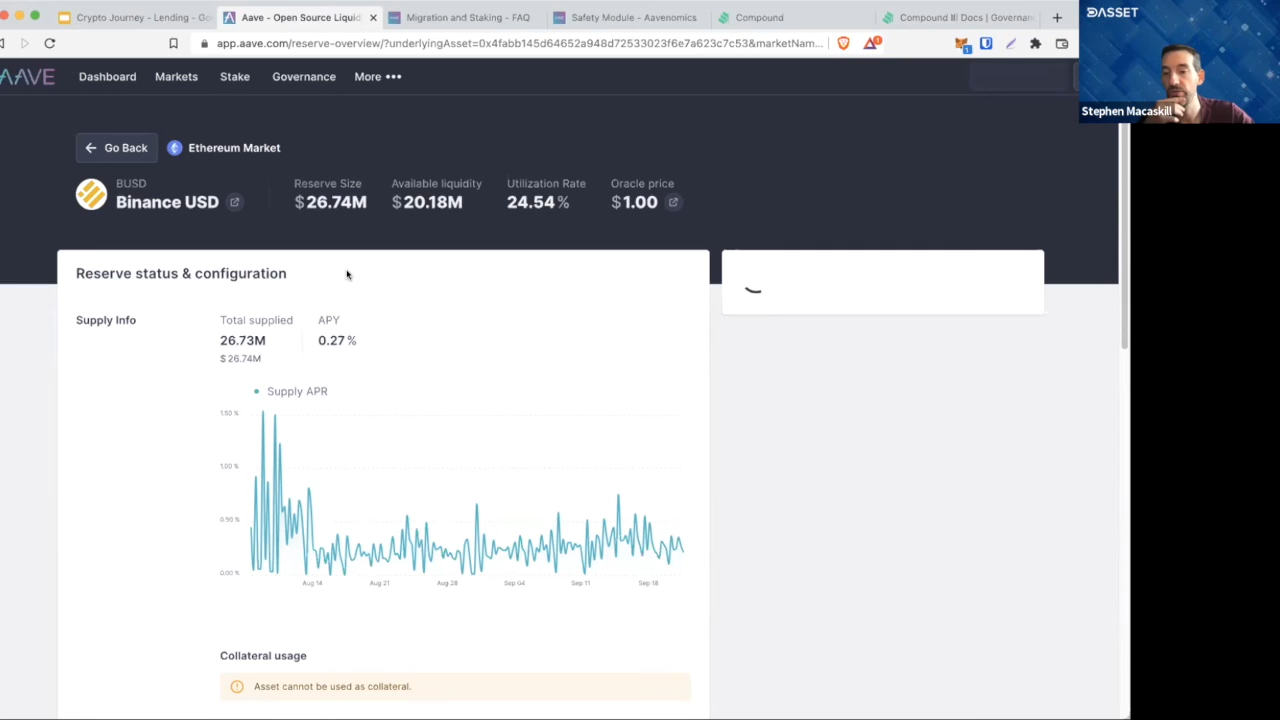 Crypto Journey - Lending - Go
Aave - Open Source Liquid
Migration and Staking - FAQ
Safety Module - Aavenomics
Compound
Compound III Docs | Governan
app.aave.com/reserve-overview/?underlyingAsset=0x4fabb145d64652a948d72533023f6e7a623c7c53&marketNam...
1
1
DASSET
Stephen Macaskill
AAVE
Dashboard
Markets
Stake
Governance
More •••
Go Back
Ethereum Market
BUSD
Binance USD
Reserve Size
$26.74M
Available liquidity
$20.18M
Utilization Rate
24.54%
Oracle price
$1.00
Reserve status & configuration
Supply Info
Total supplied
26.73M
$26.74M
APY
0.27%
Supply APR
1.50 %
1.00 %
0.50 %
0.00 %
Aug 14
Aug 21
Aug 28
Sep 04
Sep 11
Sep 18
Collateral usage
Asset cannot be used as collateral.